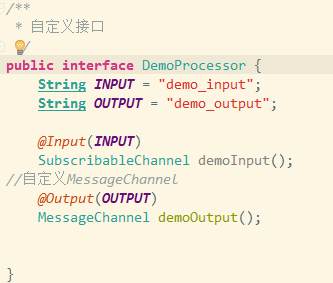 /**
 * 自定义接口
 */
public interface DemoProcessor {
    String INPUT = "demo_input";
    String OUTPUT = "demo_output";
    @Input(INPUT)
    SubscribableChannel demoInput();
//自定义MessageChannel
    @Output(OUTPUT)
    MessageChannel demoOutput();
}